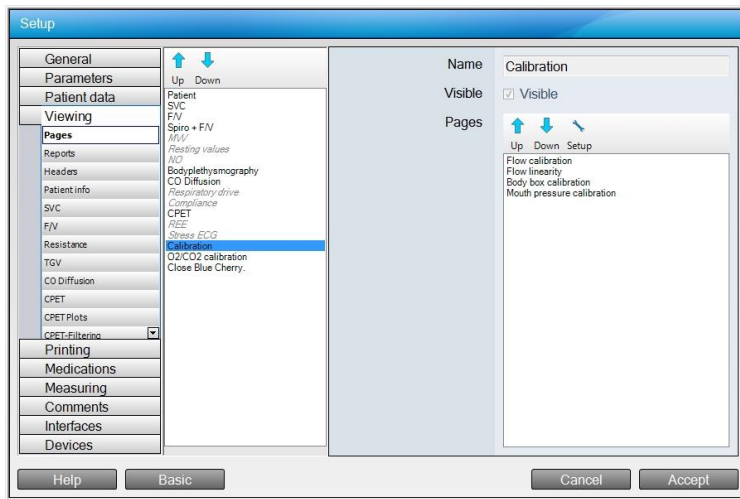 Setup
General
Parameters
Patient data
Viewing
Pages
Reports
Headers
Patient info
SVC
F/V
Resistance
TGV
CO Diffusion
CPET
CPET Plots
CPET-Filtering
Printing
Medications
Measuring
Comments
Interfaces
Devices
Up Down
Patient
SVC
F/V
Spiro + F/V
MVV
Resting values
NO
Bodyplethysmography
CO Diffusion
Respiratory drive
Compliance
CPET
REE
Stress ECG
Calibration
O2/CO2 calibration
Close Blue Cherry.
Name Calibration
Visible Visible
Pages
Up Down Setup
Flow calibration
Flow linearity
Body box calibration
Mouth pressure calibration
Help Basic Cancel Accept